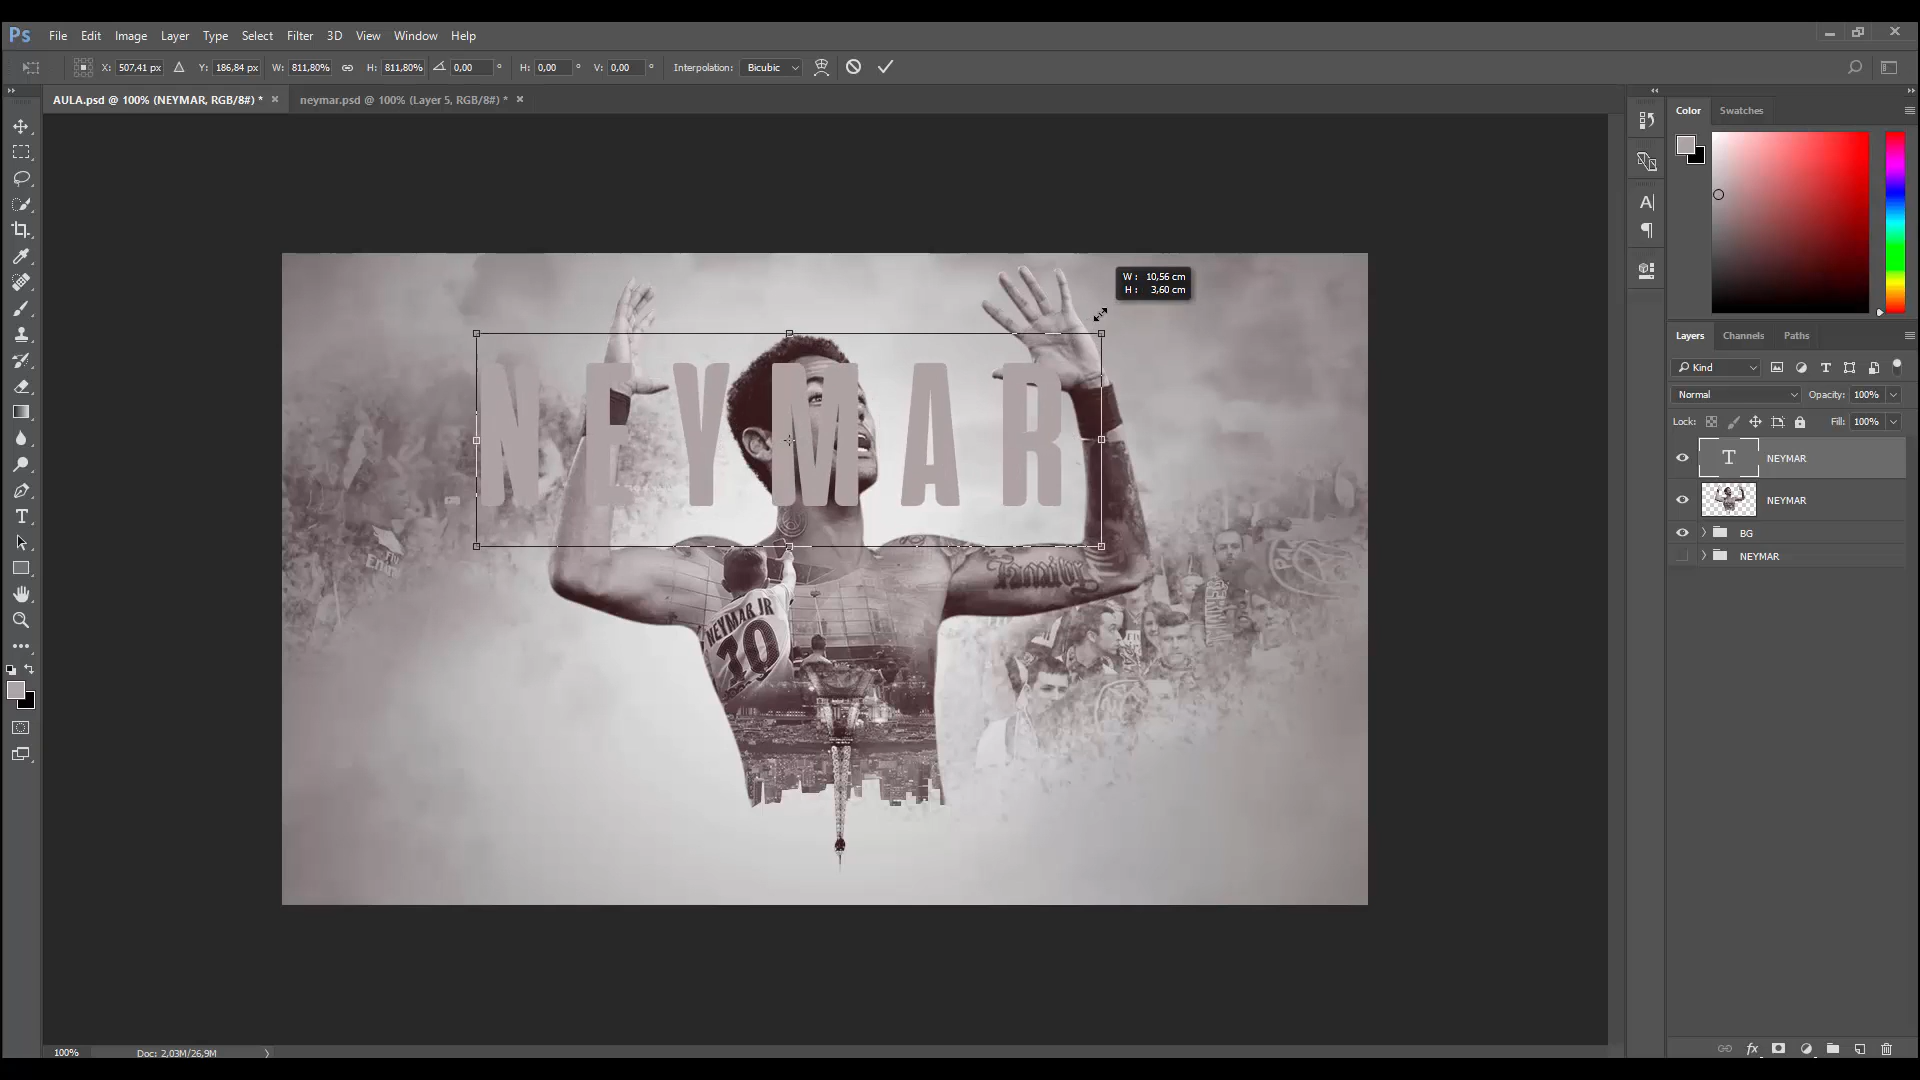 Ps File Edit Image Layer Type Select Filter 3D View Window Help
X: 507,41 px Y: 186,84 px W: 811,80% H: 811,80% 0,00 ° H: 0,00 ° V: 0,00 ° Interpolation: Bicubic
AULA.psd @ 100% (NEYMAR, RGB/8#) * × neymar.psd @ 100% (Layer 5, RGB/8#) * ×
Color Swatches
W : 10,56 cm
H : 3,60 cm
NEYMAR
Family
NEYMAR JR
10
Layers Channels Paths
Kind
Normal Opacity: 100%
Lock: Fill: 100%
T NEYMAR
NEYMAR
BG
NEYMAR
100% Doc: 2,03M/26,9M